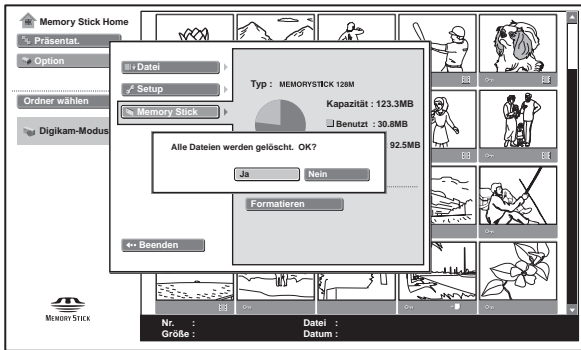 Memory Stick Home
Präsentat.
Option
Ordner wählen
Digikam-Modus
MEMORY STICK
Datei
Setup
Memory Stick
Beenden
Typ : MEMORYSTICK 128M
Kapazität : 123.3MB
Benutzt : 30.8MB
92.5MB
Alle Dateien werden gelöscht. OK?
Ja
Nein
Formatieren
Nr. :
Datei :
Größe :
Datum :